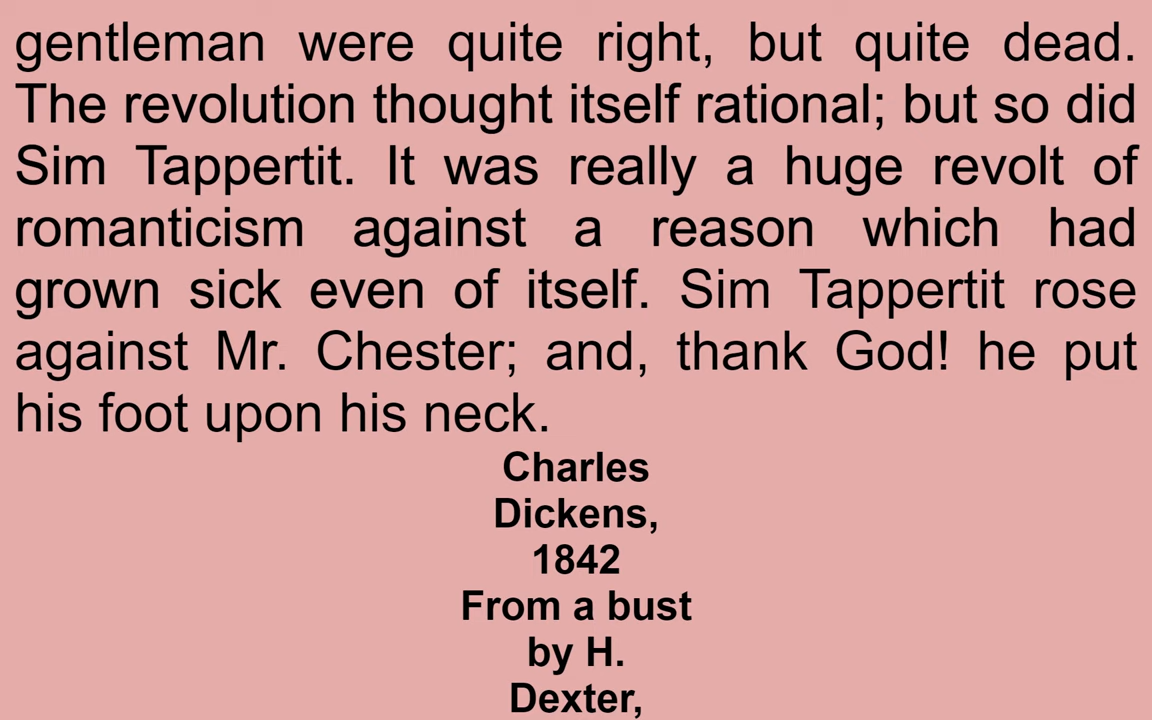 gentleman were quite right, but quite dead.
The revolution thought itself rational; but so did
Sim Tappertit. It was really a huge revolt of
romanticism against a reason which had
grown sick even of itself. Sim Tappertit rose
against Mr. Chester; and, thank God! he put
his foot upon his neck.
Charles
Dickens,
1842
From a bust
by H.
Dexter,